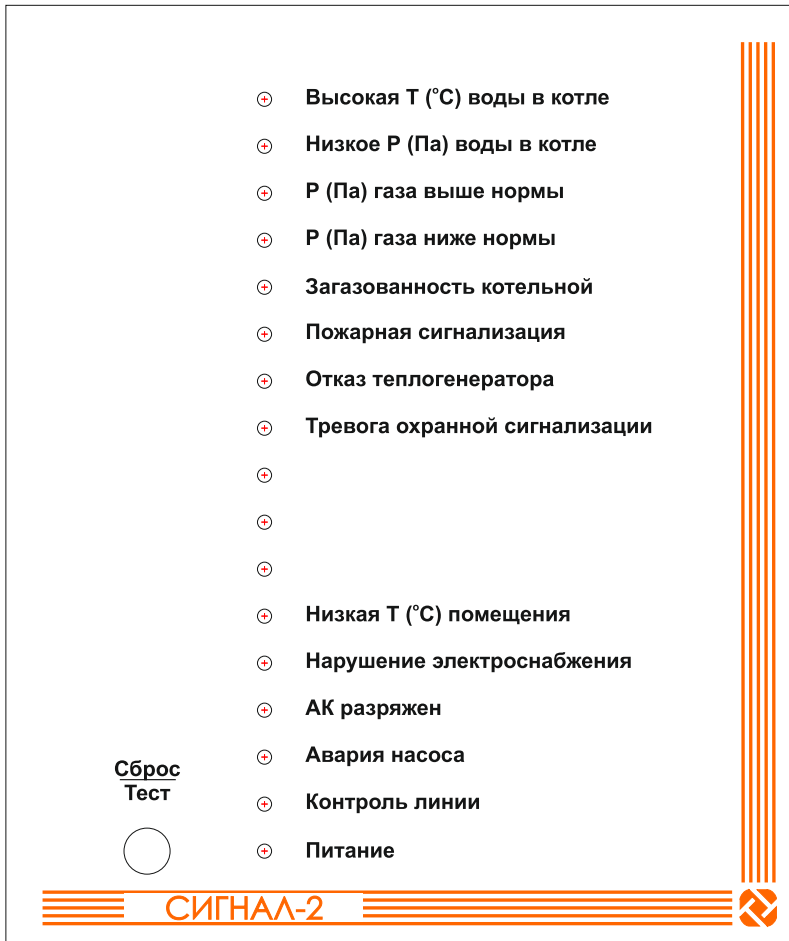 Высокая Т (°С) воды в котле
Низкое Р (Па) воды в котле
Р (Па) газа выше нормы
Р (Па) газа ниже нормы
Загазованность котельной
Пожарная сигнализация
Отказ теплогенератора
Тревога охранной сигнализации
Низкая Т (°С) помещения
Нарушение электроснабжения
АК разряжен
Авария насоса
Контроль линии
Питание
Сброс
Тест
СИГНАЛ-2